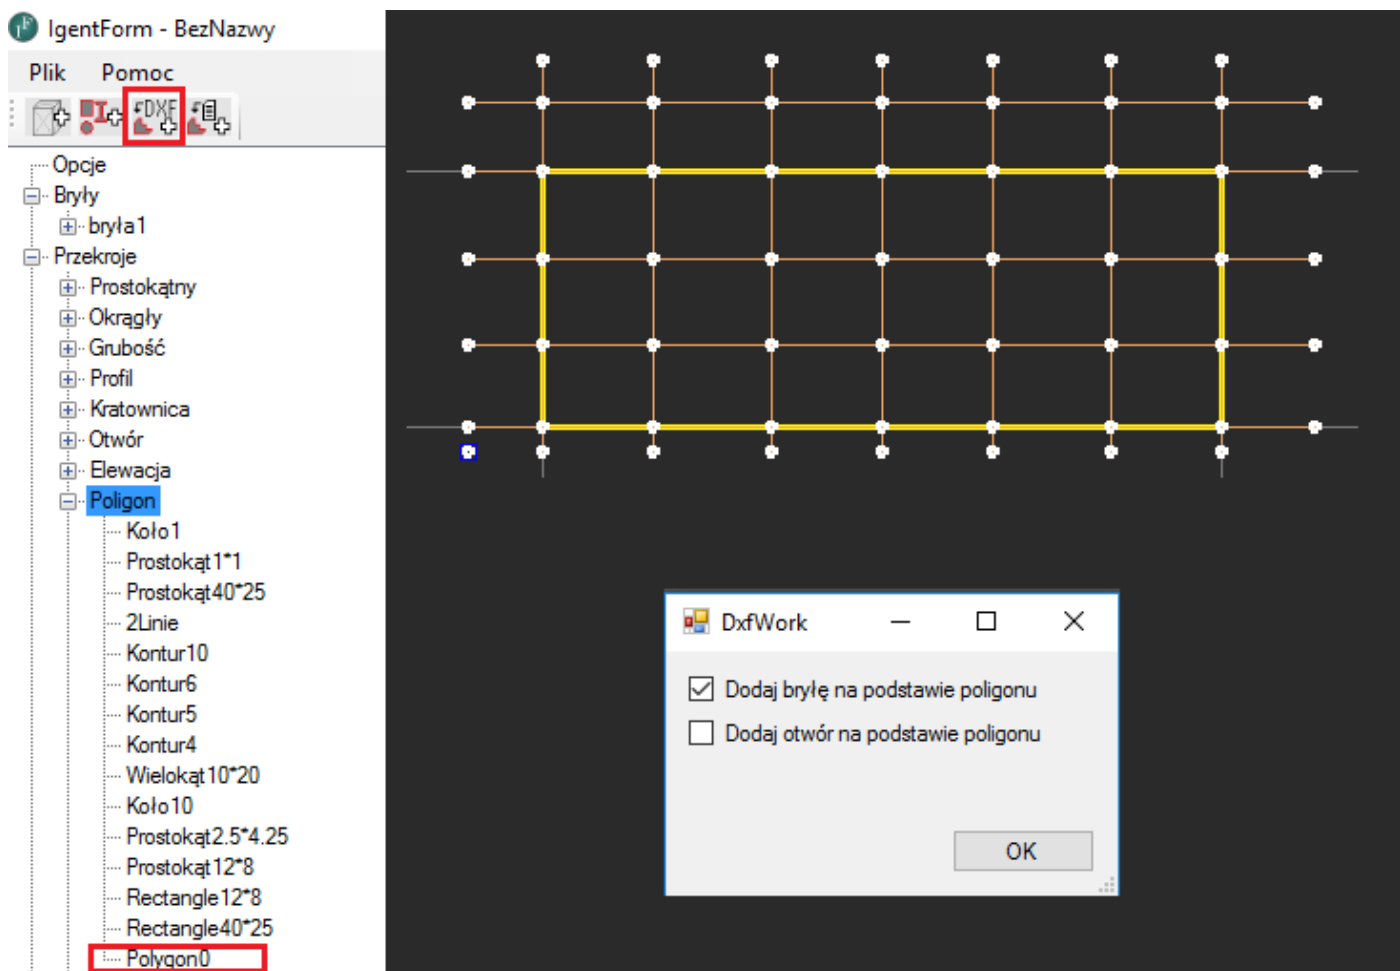 IgentForm - BezNazwy
Plik Pomoc
DXF
Opcje
Bryły
bryła1
Przekroje
Prostokątny
Okrągły
Grubość
Profil
Kratownica
Otwór
Elewacja
Poligon
Koło1
Prostokąt1*1
Prostokąt40*25
2Linie
Kontur10
Kontur6
Kontur5
Kontur4
Wielokąt10*20
Koło10
Prostokąt2.5*4.25
Prostokąt12*8
Rectangle12*8
Rectangle40*25
Polygon0
DxfWork
Dodaj bryłę na podstawie poligonu
Dodaj otwór na podstawie poligonu
OK